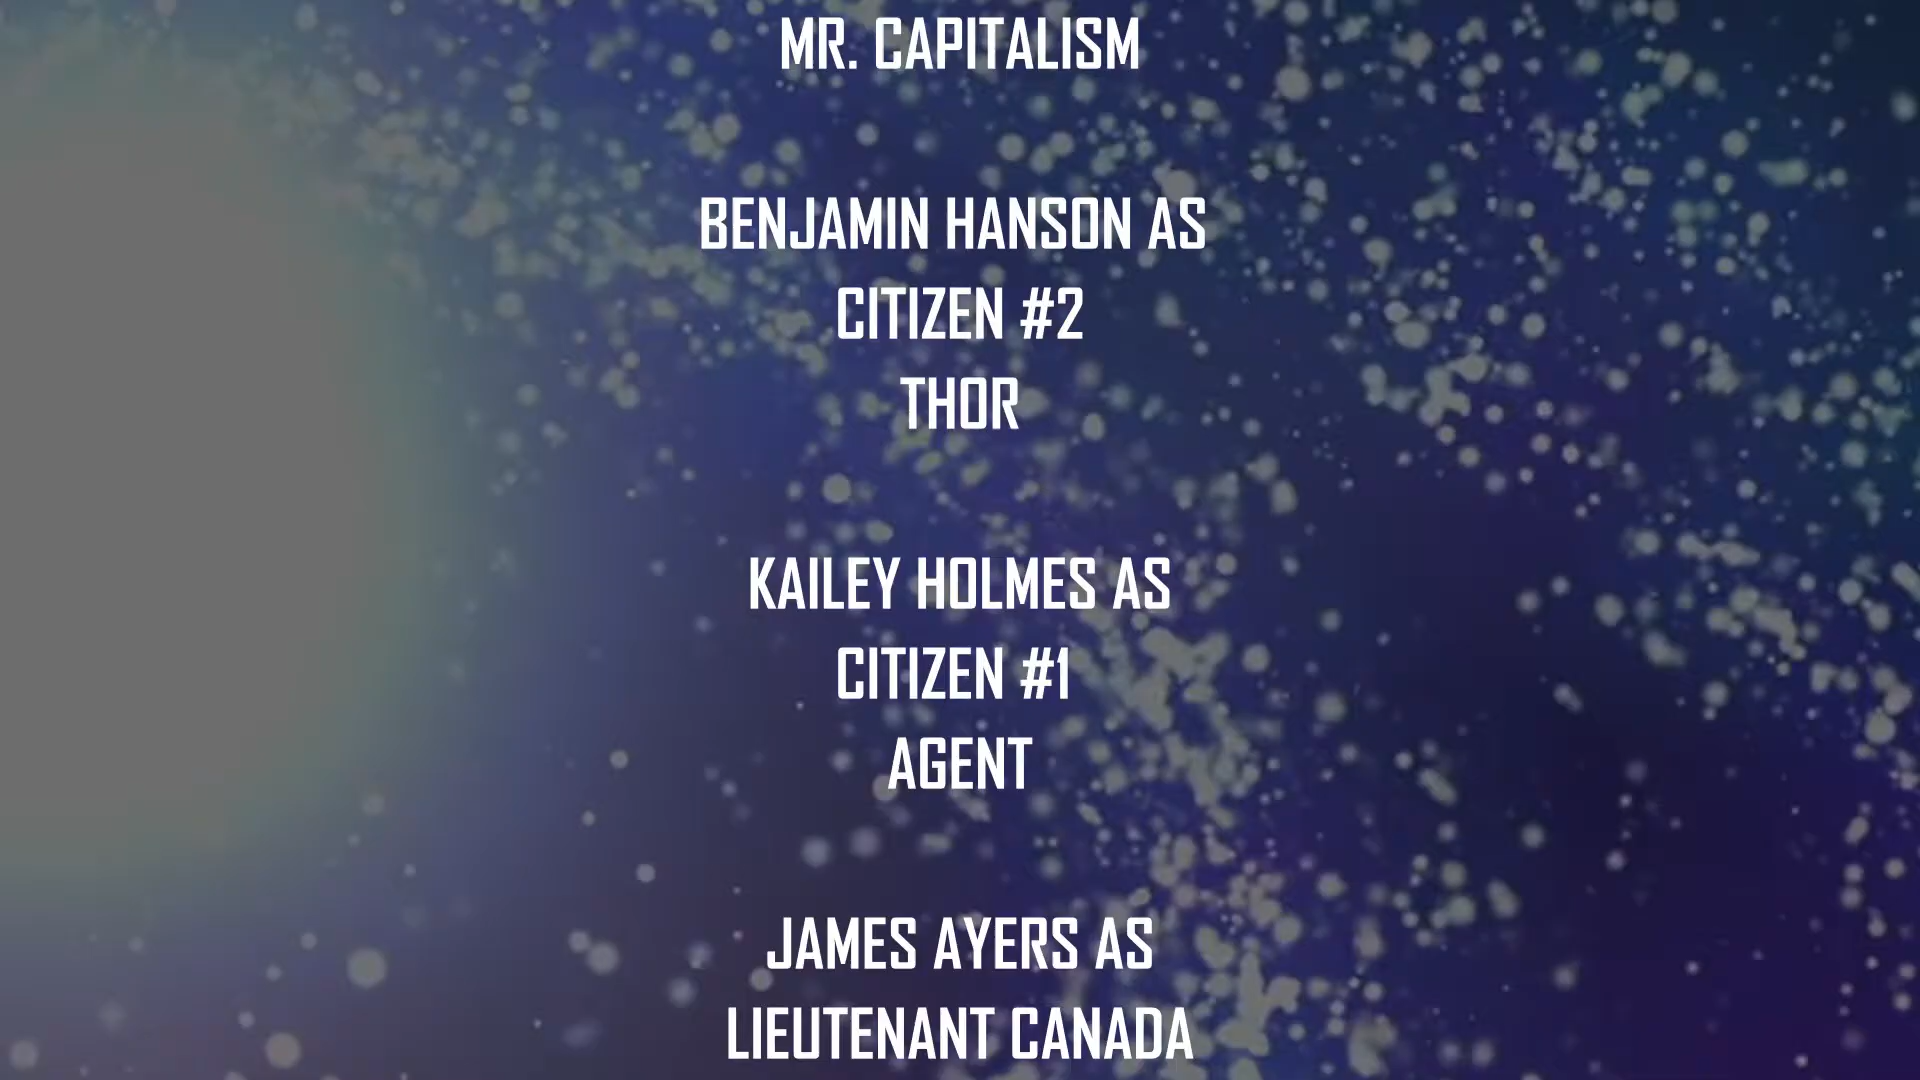 MR. CAPITALISM
BENJAMIN HANSON AS
CITIZEN #2
THOR
KAILEY HOLMES AS
CITIZEN #1
AGENT
JAMES AYERS AS
LIEUTENANT CANADA